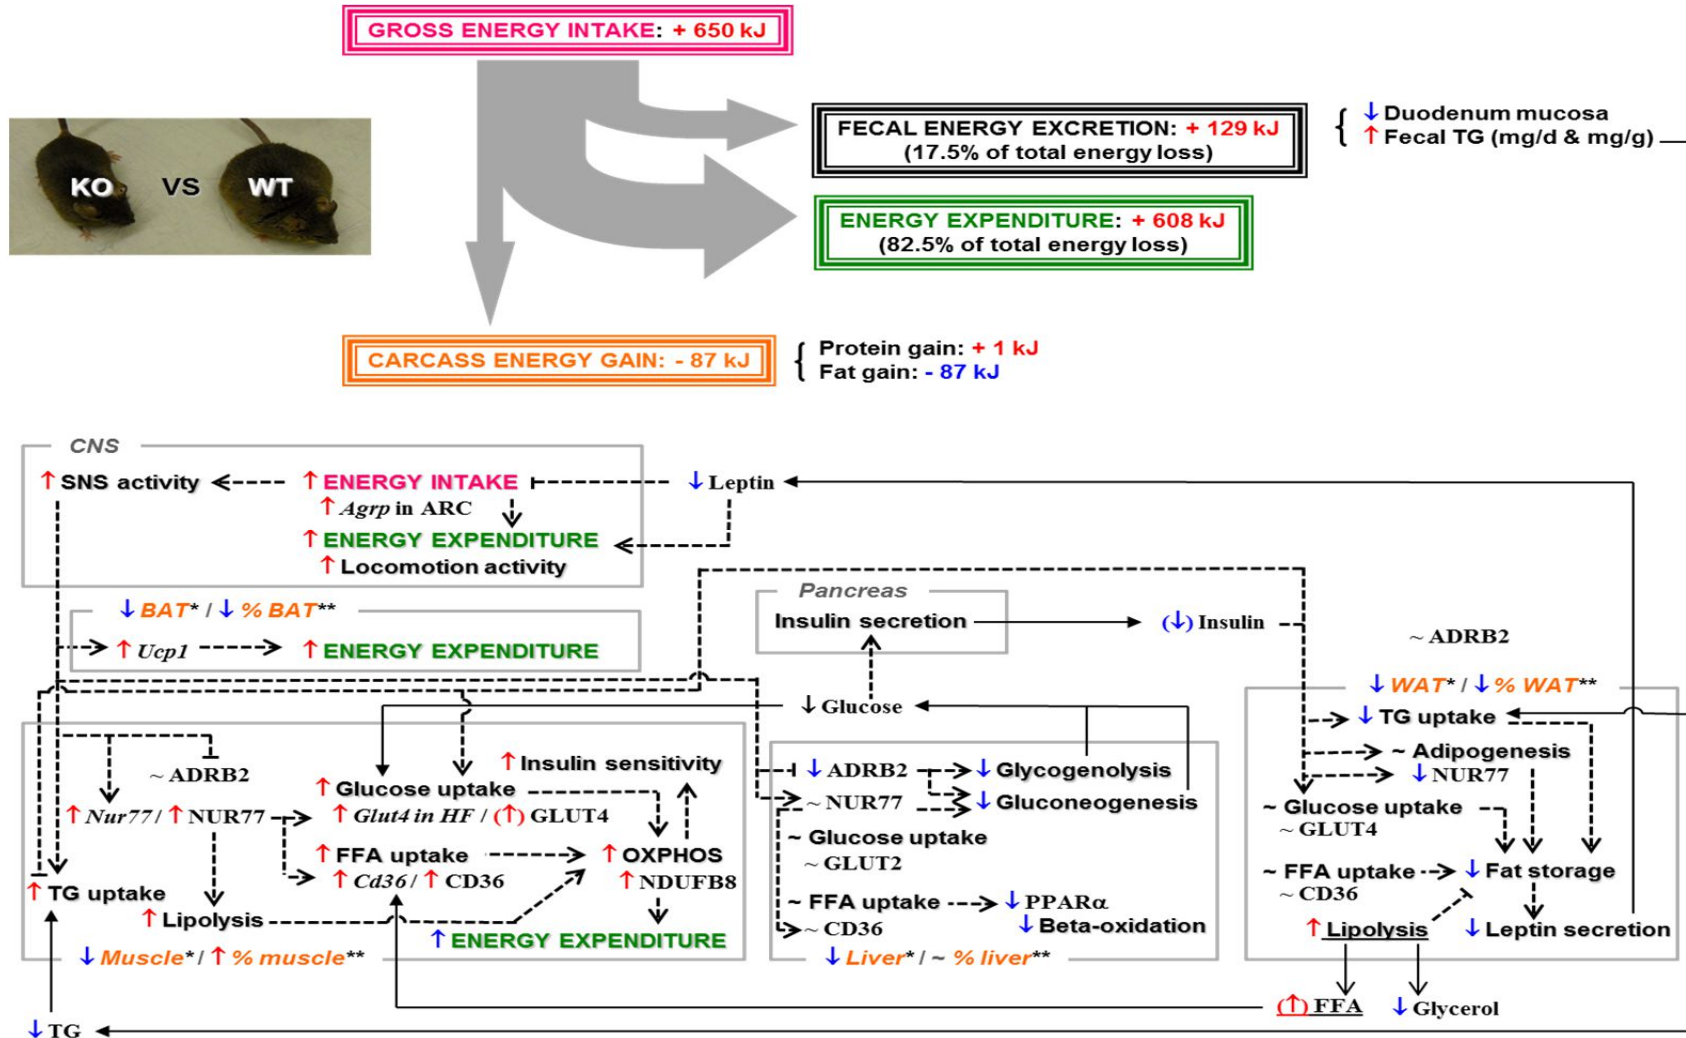 GROSS ENERGY INTAKE: + 650 kJ
KO VS WT
FECAL ENERGY EXCRETION: + 129 kJ
(17.5% of total energy loss)
{ ↓ Duodenum mucosa
↑ Fecal TG (mg/d & mg/g)
ENERGY EXPENDITURE: + 608 kJ
(82.5% of total energy loss)
CARCASS ENERGY GAIN: - 87 kJ
{ Protein gain: + 1 kJ
Fat gain: - 87 kJ
CNS
↑ SNS activity
↑ ENERGY INTAKE
↑ Agrp in ARC
↑ ENERGY EXPENDITURE
↑ Locomotion activity
↓ Leptin
↓ BAT* / ↓ % BAT**
↑ Ucp1
↑ ENERGY EXPENDITURE
Pancreas
Insulin secretion
(↓) Insulin
↓ Glucose
~ ADRB2
↑ Nur77 / ↑ NUR77
↑ TG uptake
↑ Lipolysis
↑ Insulin sensitivity
↑ Glucose uptake
↑ Glut4 in HF / (↑) GLUT4
↑ FFA uptake
↑ Cd36 / ↑ CD36
↑ OXPHOS
↑ NDUFB8
↑ ENERGY EXPENDITURE
↓ Muscle* / ↑ % muscle**
↓ TG
↓ ADRB2
~ NUR77
↓ Glycogenolysis
↓ Gluconeogenesis
~ Glucose uptake
~ GLUT2
~ FFA uptake
~ CD36
↓ PPARα
↓ Beta-oxidation
↓ Liver* / ~ % liver**
~ ADRB2
↓ WAT* / ↓ % WAT**
↓ TG uptake
~ Adipogenesis
↓ NUR77
~ Glucose uptake
~ GLUT4
~ FFA uptake
~ CD36
↓ Fat storage
↑ Lipolysis
↓ Leptin secretion
(↑) FFA
↓ Glycerol